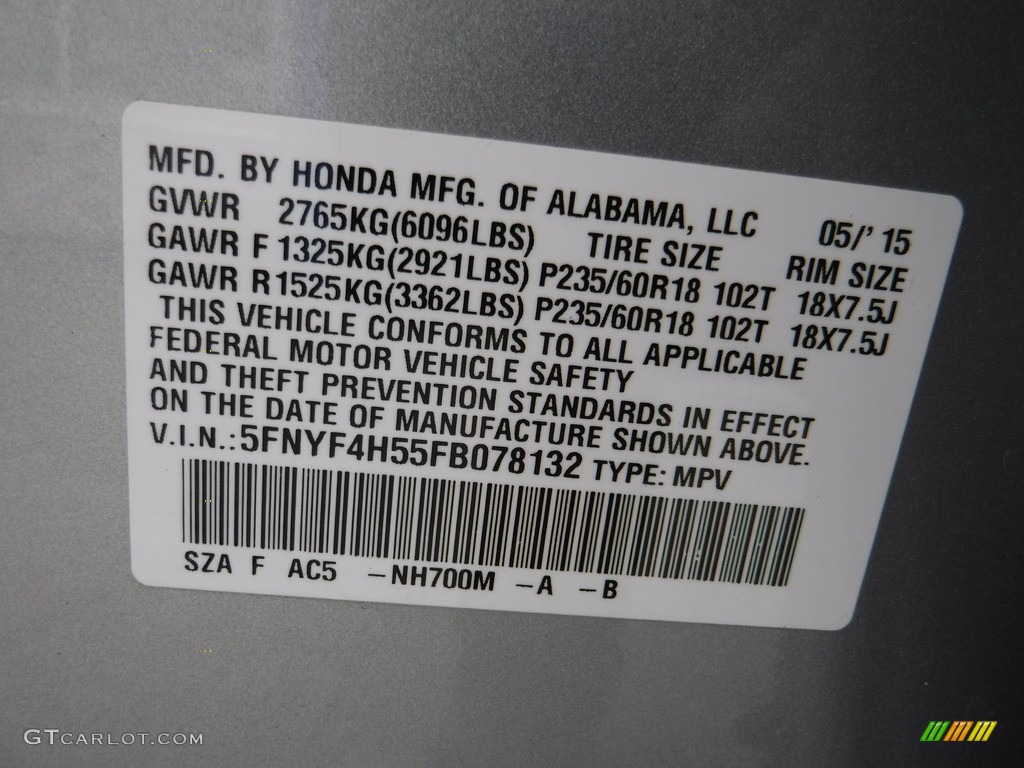 MFD. BY HONDA MFG. OF ALABAMA, LLC 05/' 15
GVWR 2765KG(6096LBS) TIRE SIZE RIM SIZE
GAWR F 1325KG(2921LBS) P235/60R18 102T 18X7.5J
GAWR R1525KG(3362LBS) P235/60R18 102T 18X7.5J
THIS VEHICLE CONFORMS TO ALL APPLICABLE
FEDERAL MOTOR VEHICLE SAFETY
AND THEFT PREVENTION STANDARDS IN EFFECT
ON THE DATE OF MANUFACTURE SHOWN ABOVE.
V.I.N.:5FNYF4H55FB078132 TYPE: MPV
SZA F AC5 -NH700M -A -B
GTCARLOT.COM